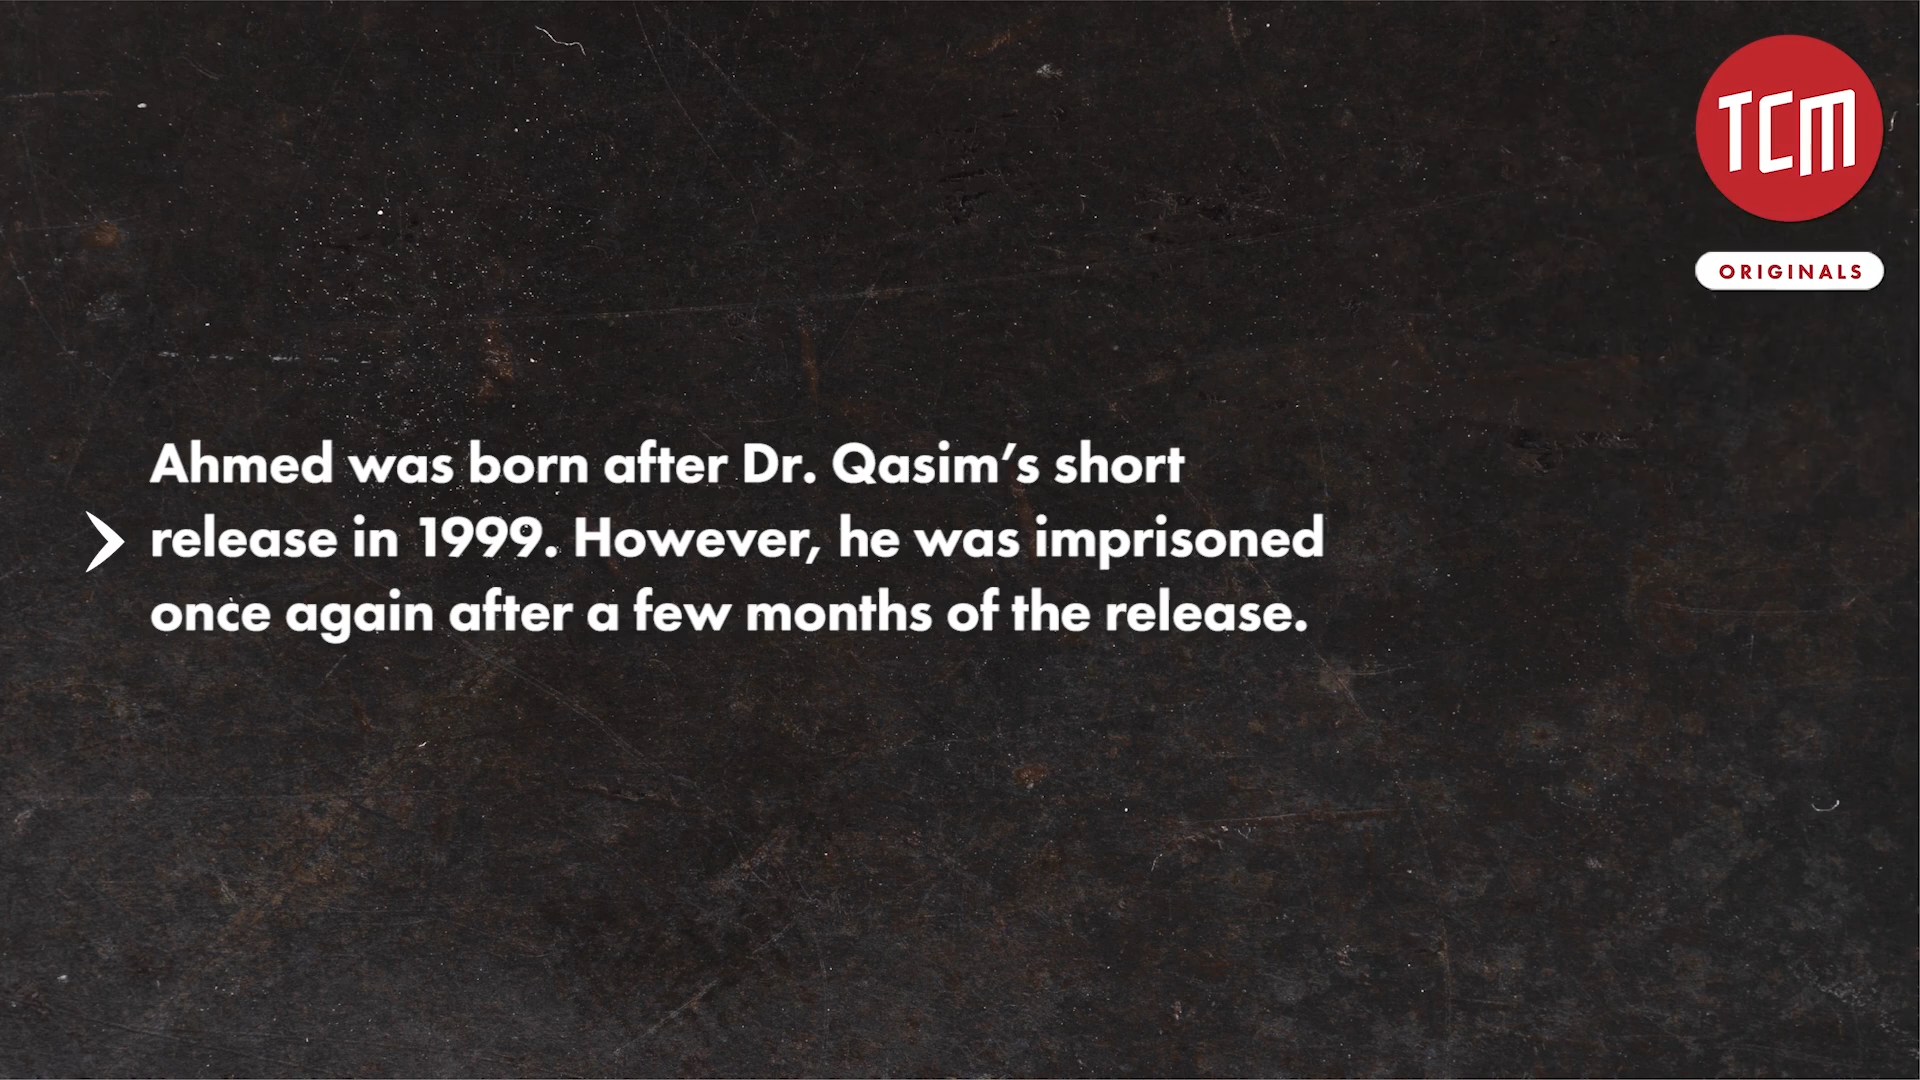 TCM
ORIGINALS
Ahmed was born after Dr. Qasim’s short
release in 1999. However, he was imprisoned
once again after a few months of the release.